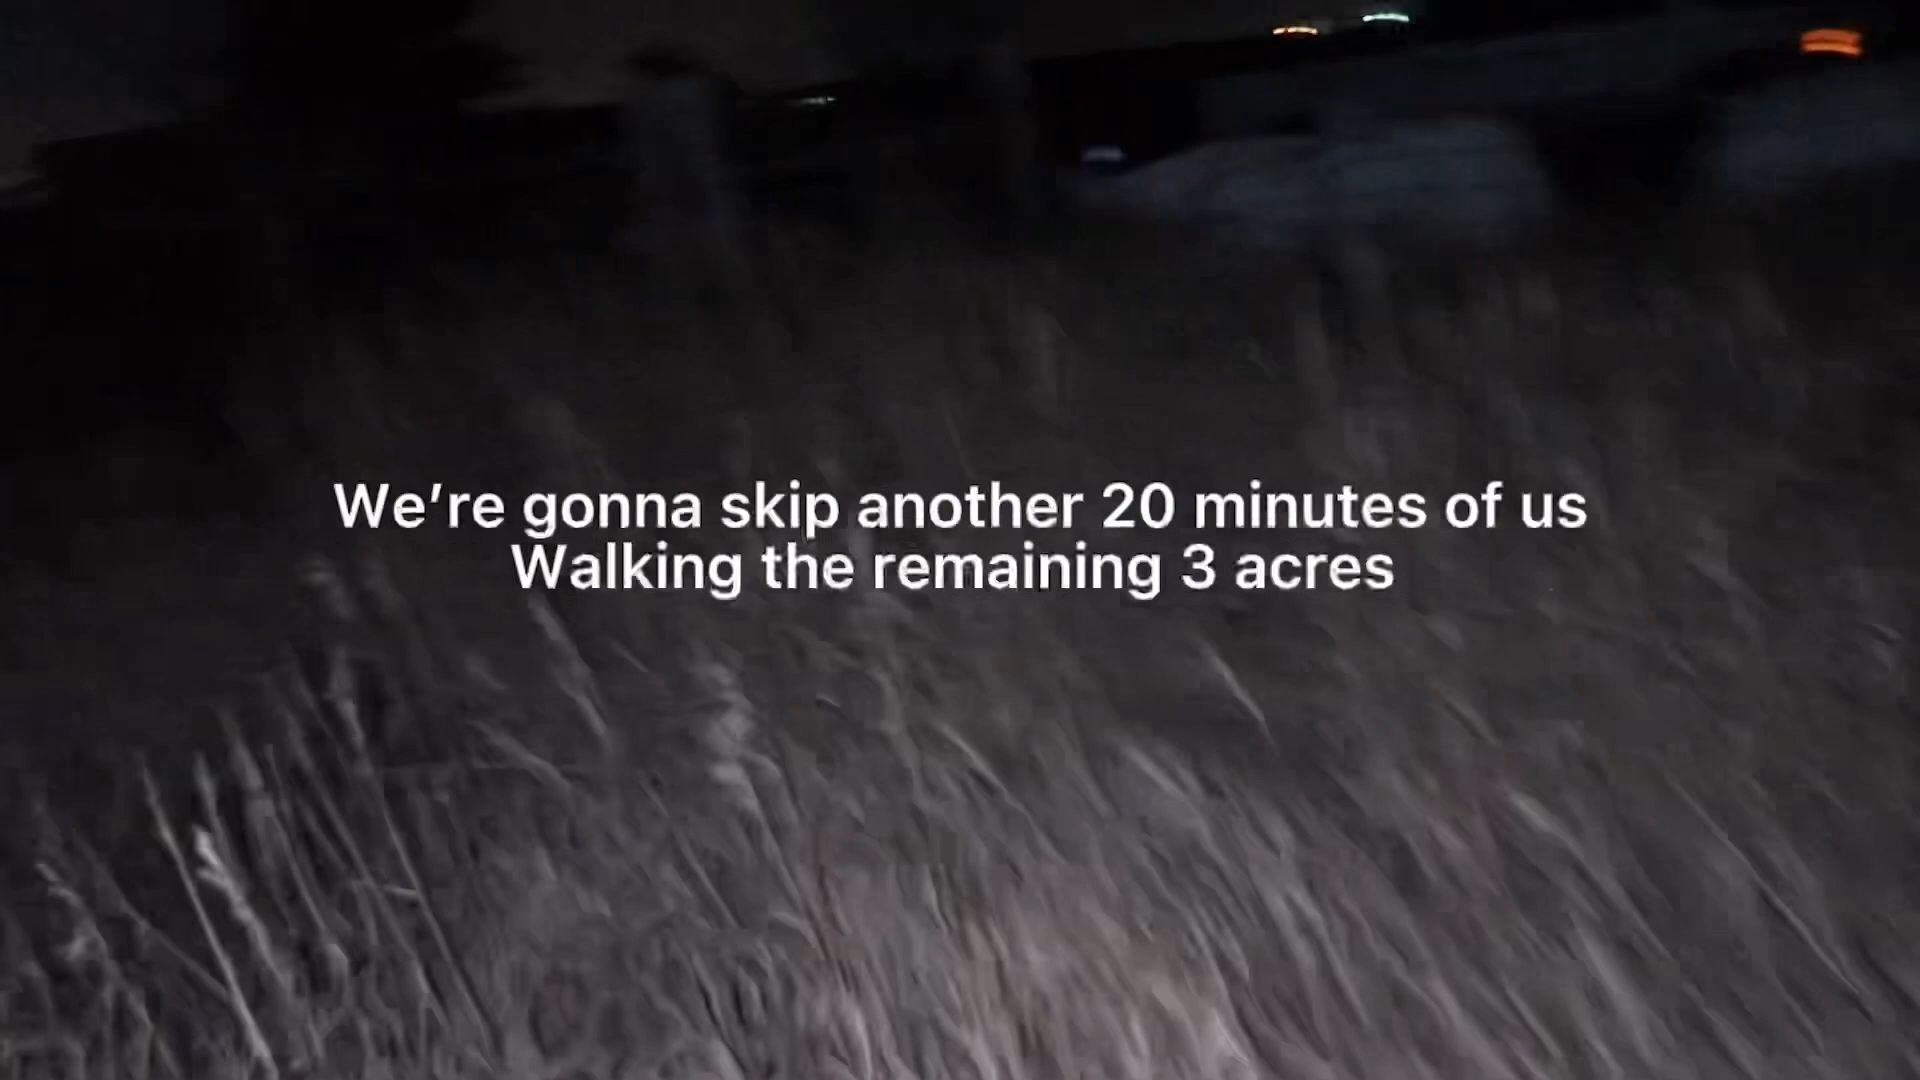 We’re gonna skip another 20 minutes of us
Walking the remaining 3 acres